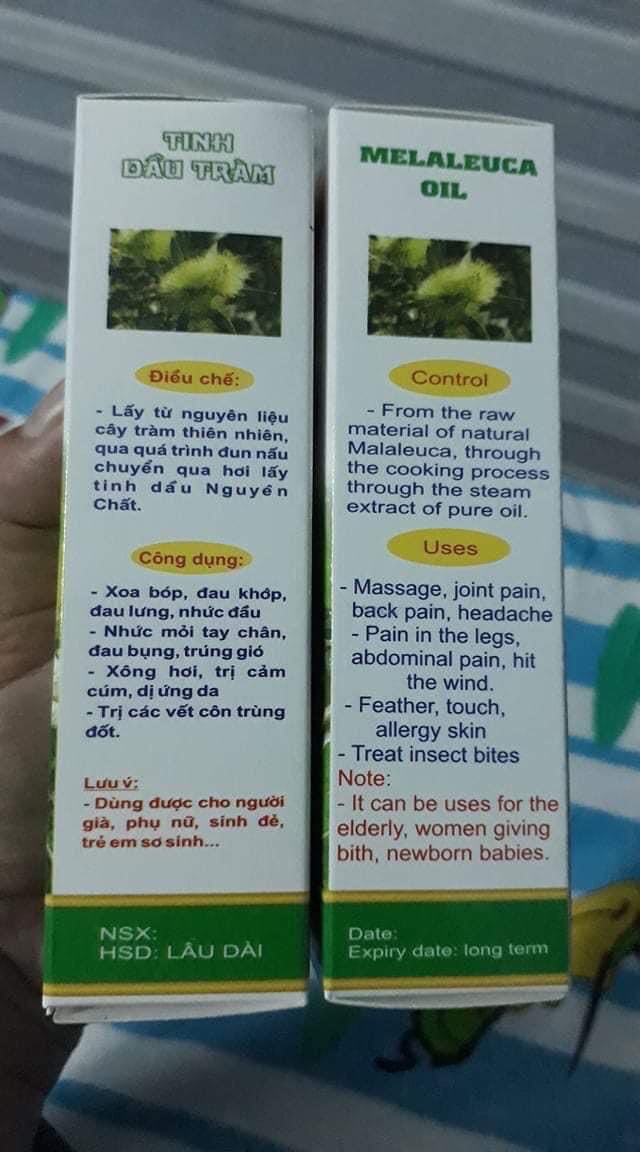 TINH
DẦU TRÀM
Điều chế:
- Lấy từ nguyên liệu
cây tràm thiên nhiên,
qua quá trình đun nấu
chuyển qua hơi lấy
tinh dầu Nguyên
Chất.
Công dụng:
- Xoa bóp, đau khớp,
đau lưng, nhức đầu
- Nhức mỏi tay chân,
đau bụng, trúng gió
- Xông hơi, trị cảm
cúm, dị ứng da
- Trị các vết côn trùng
đốt.
Lưu ý:
- Dùng được cho người
già, phụ nữ, sinh đẻ,
trẻ em sơ sinh...
NSX:
HSD: LÂU DÀI
MELALEUCA
OIL
Control
- From the raw
material of natural
Malaleuca, through
the cooking process
through the steam
extract of pure oil.
Uses
- Massage, joint pain,
back pain, headache
- Pain in the legs,
abdominal pain, hit
the wind.
- Feather, touch,
allergy skin
- Treat insect bites
Note:
- It can be uses for the
elderly, women giving
bith, newborn babies.
Date:
Expiry date: long term